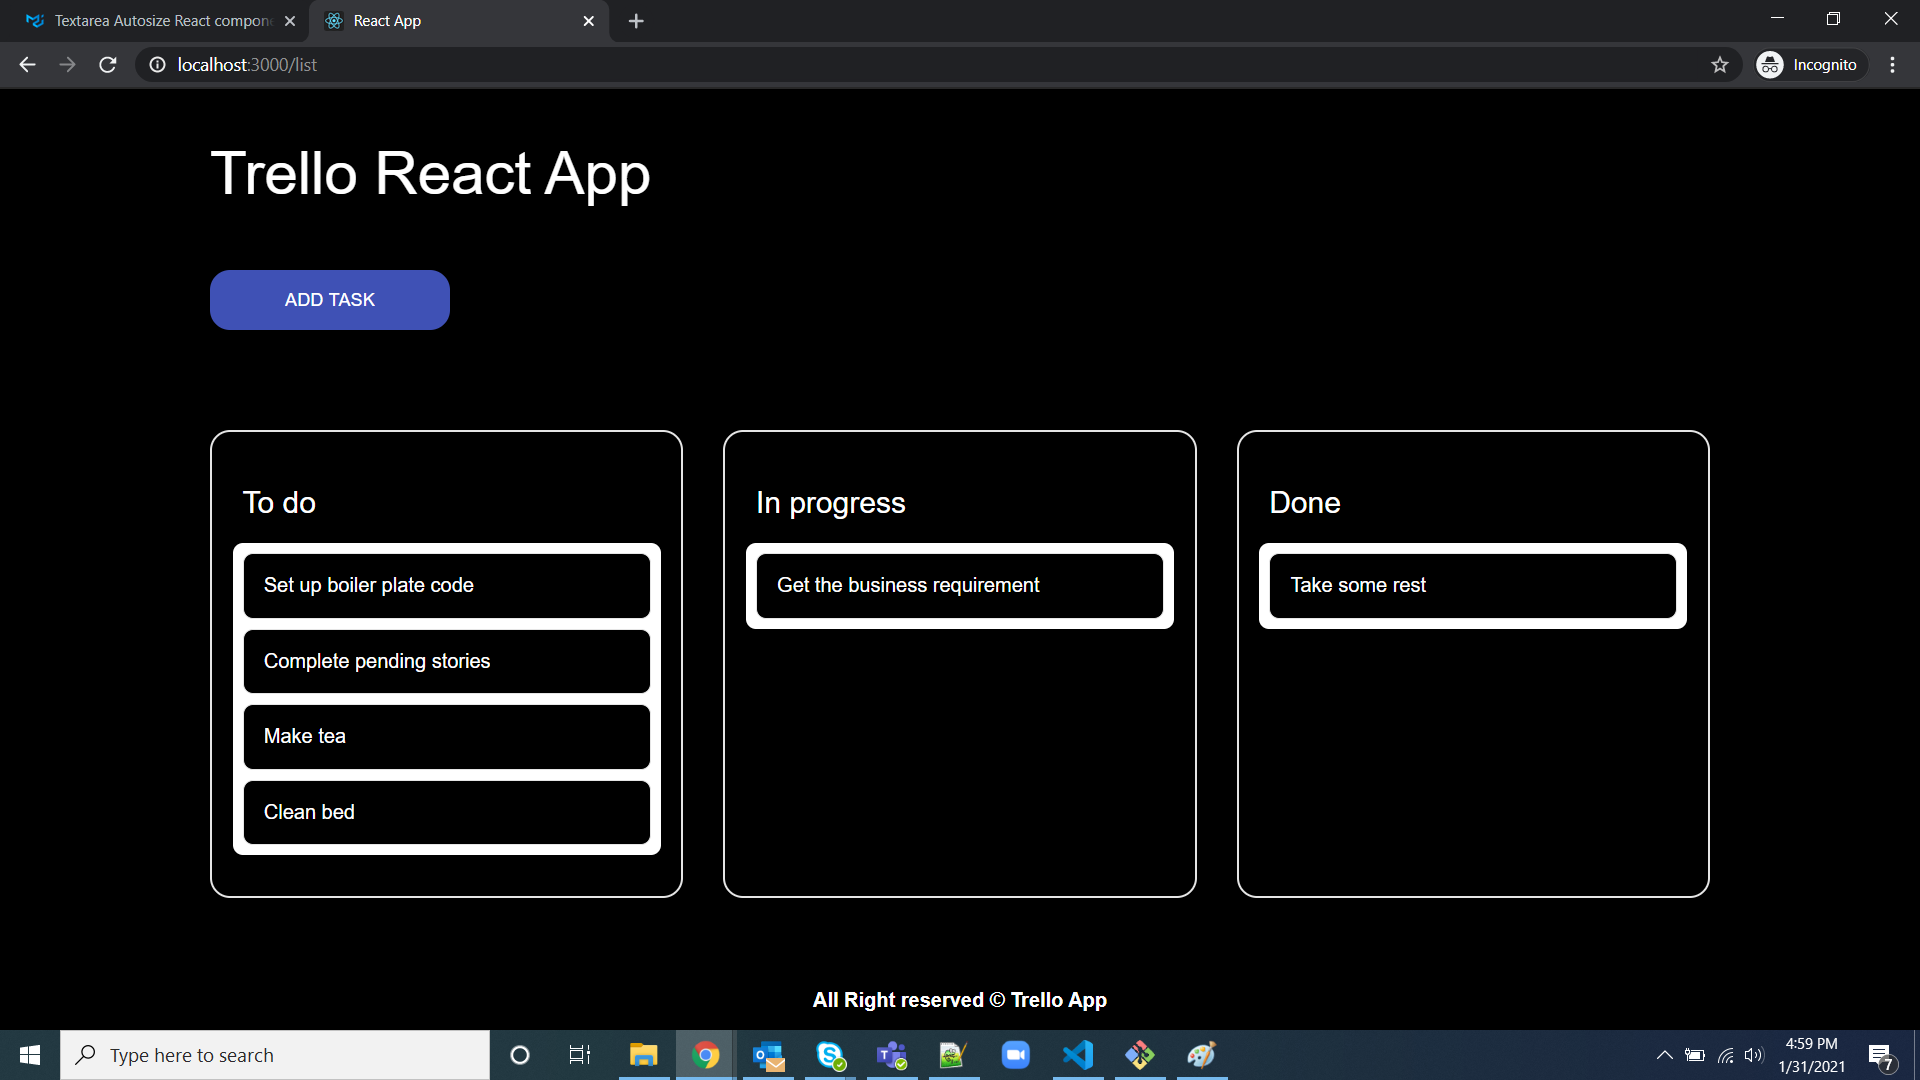 Textarea Autosize React compon
React App
localhost:3000/list
Incognito
Trello React App
ADD TASK
To do
Set up boiler plate code
Complete pending stories
Make tea
Clean bed
In progress
Get the business requirement
Done
Take some rest
All Right reserved © Trello App
Type here to search
4:59 PM
1/31/2021
7